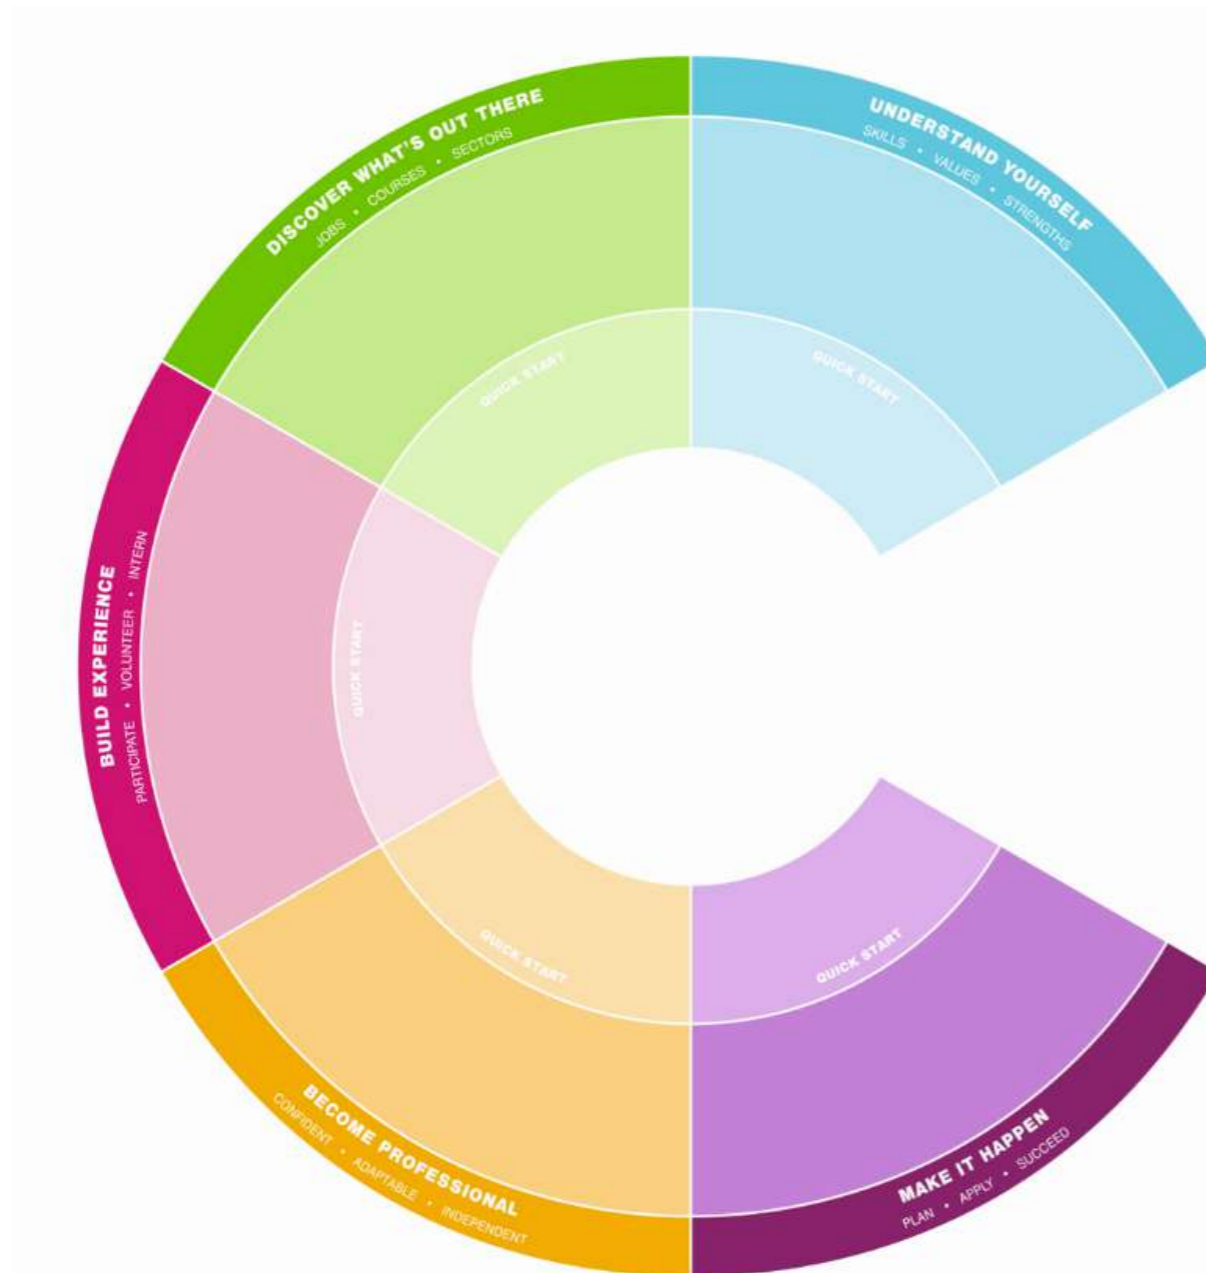 DISCOVER WHAT'S OUT THERE
JOBS • COURSES • SECTORS
QUICK START
UNDERSTAND YOURSELF
SKILLS • VALUES • STRENGTHS
QUICK START
BUILD EXPERIENCE
PARTICIPATE • VOLUNTEER • INTERN
QUICK START
BECOME PROFESSIONAL
CONFIDENT • ADAPTABLE • INDEPENDENT
QUICK START
MAKE IT HAPPEN
PLAN • APPLY • SUCCEED
QUICK START